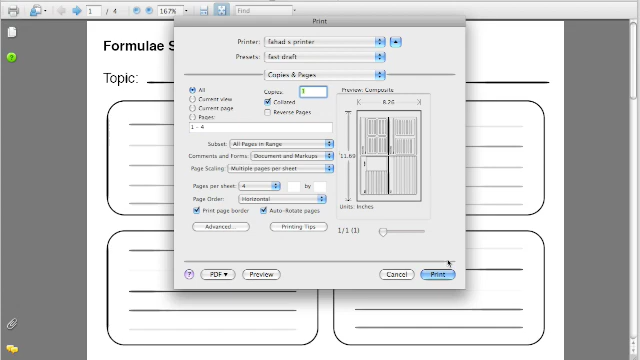 1 / 4
167%
Find
Print
Formulae S
Topic:
Printer: fahad s printer
Presets: fast draft
Copies & Pages
All
Current view
Current page
Pages:
1 - 4
Copies: 1
Collated
Reverse Pages
Subset: All Pages in Range
Comments and Forms: Document and Markups
Page Scaling: Multiple pages per sheet
Pages per sheet: 4 by
Page Order: Horizontal
Print page border
Auto-Rotate pages
Advanced...
Printing Tips
Preview: Composite
8.26
11.69
Units: Inches
1/1 (1)
?
PDF ▾
Preview
Cancel
Print